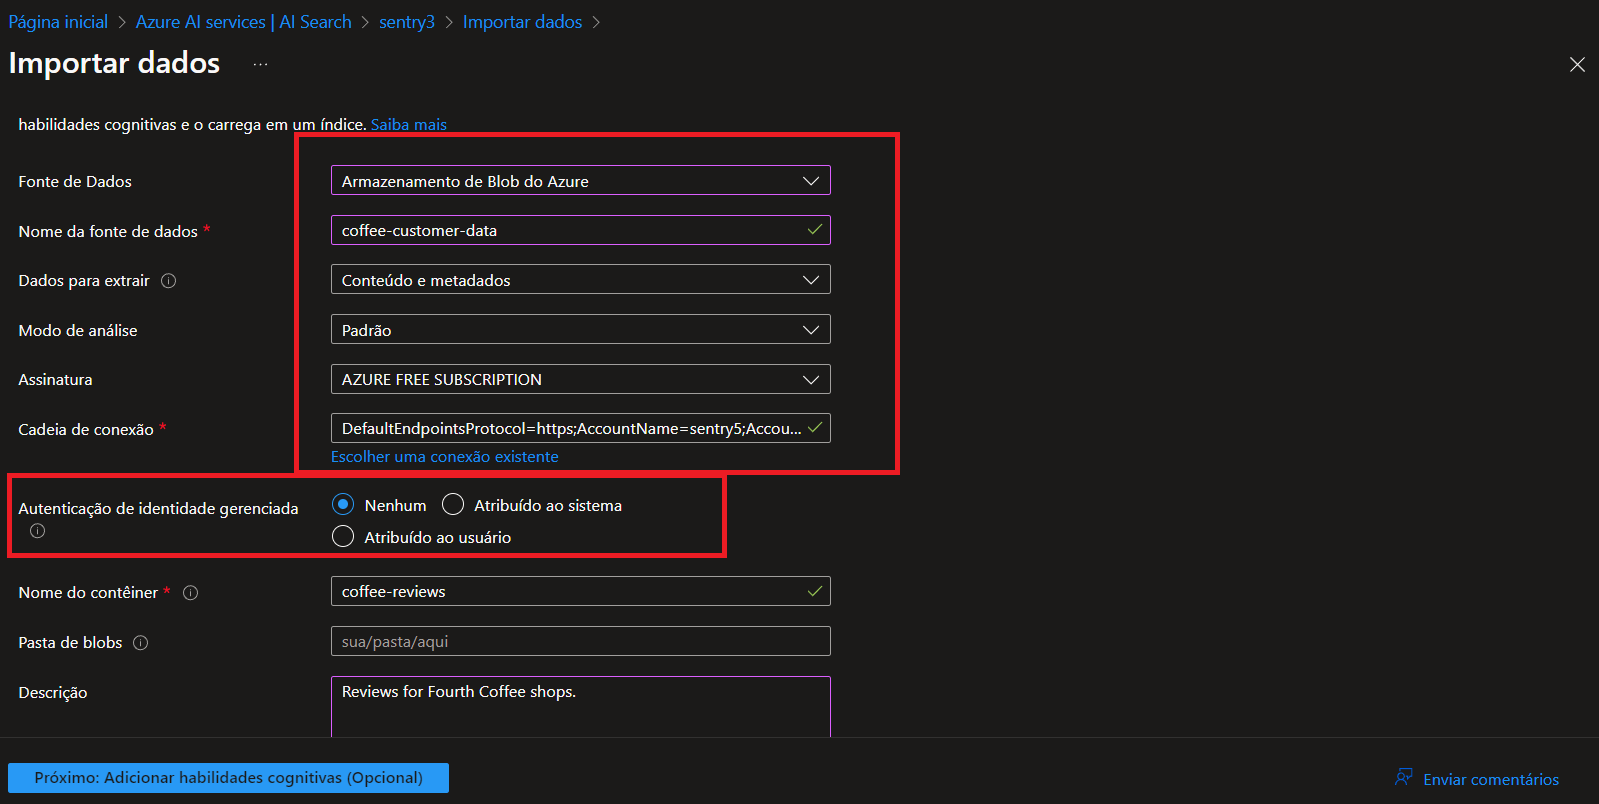 Página inicial > Azure AI services | AI Search > sentry3 > Importar dados >
Importar dados ...
habilidades cognitivas e o carrega em um índice. Saiba mais
Fonte de Dados
Armazenamento de Blob do Azure
Nome da fonte de dados *
coffee-customer-data
Dados para extrair
Conteúdo e metadados
Modo de análise
Padrão
Assinatura
AZURE FREE SUBSCRIPTION
Cadeia de conexão *
DefaultEndpointsProtocol=https;AccountName=sentry5;Accou...
Escolher uma conexão existente
Autenticação de identidade gerenciada
Nenhum
Atribuído ao sistema
Atribuído ao usuário
Nome do contêiner *
coffee-reviews
Pasta de blobs
sua/pasta/aqui
Descrição
Reviews for Fourth Coffee shops.
Próximo: Adicionar habilidades cognitivas (Opcional)
Enviar comentários